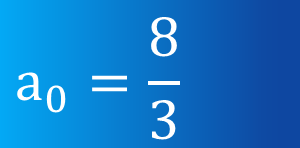 a₀ = 8/3